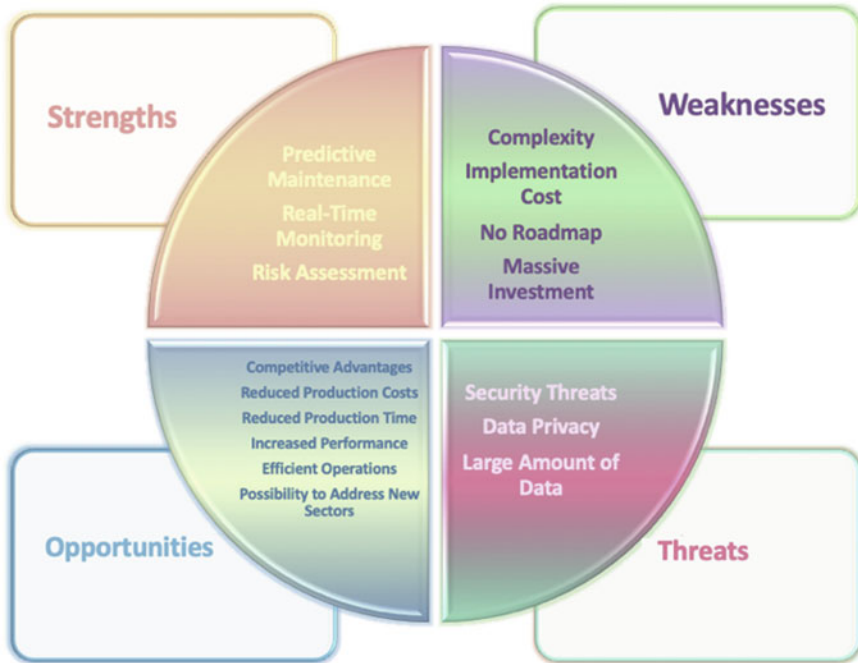 Strengths
Predictive
Maintenance
Real-Time
Monitoring
Risk Assessment
Weaknesses
Complexity
Implementation
Cost
No Roadmap
Massive
Investment
Opportunities
Competitive Advantages
Reduced Production Costs
Reduced Production Time
Increased Performance
Efficient Operations
Possibility to Address New
Sectors
Threats
Security Threats
Data Privacy
Large Amount of
Data